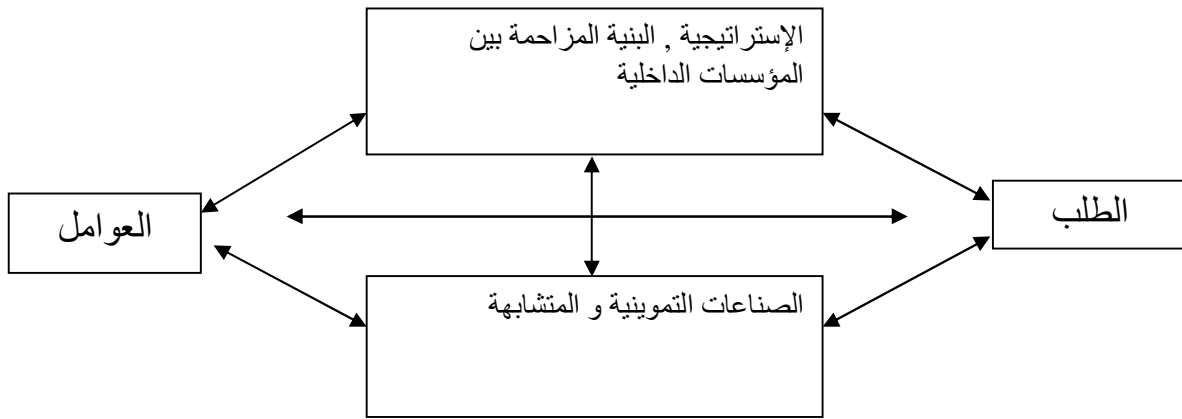 الإستراتيجية , البنية المزاحمة بين
المؤسسات الداخلية
الطلب
العوامل
الصناعات التموينية و المتشابهة